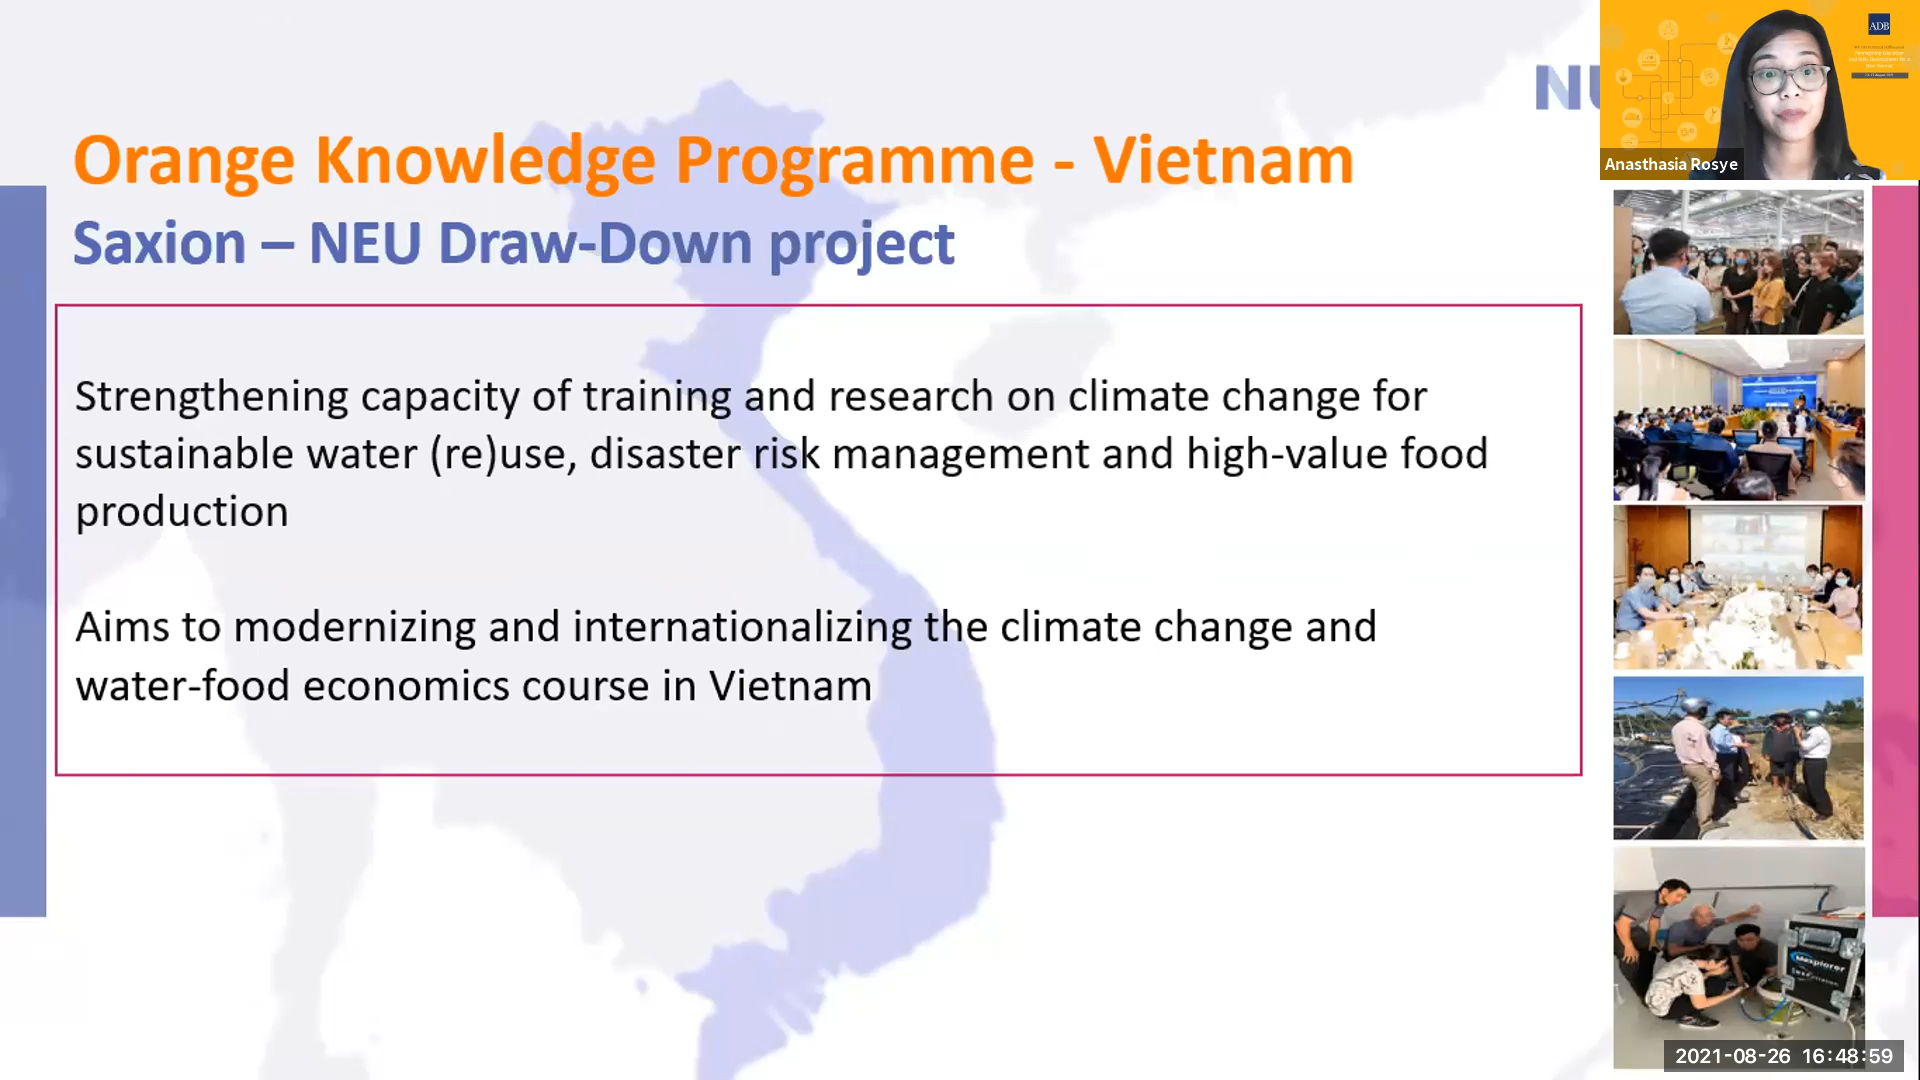 Orange Knowledge Programme - Vietnam
Saxion – NEU Draw-Down project
Strengthening capacity of training and research on climate change for
sustainable water (re)use, disaster risk management and high-value food
production
Aims to modernizing and internationalizing the climate change and
water-food economics course in Vietnam
ADB
Anasthasia Rosye
Mesplorer
2021-08-26 16:48:59